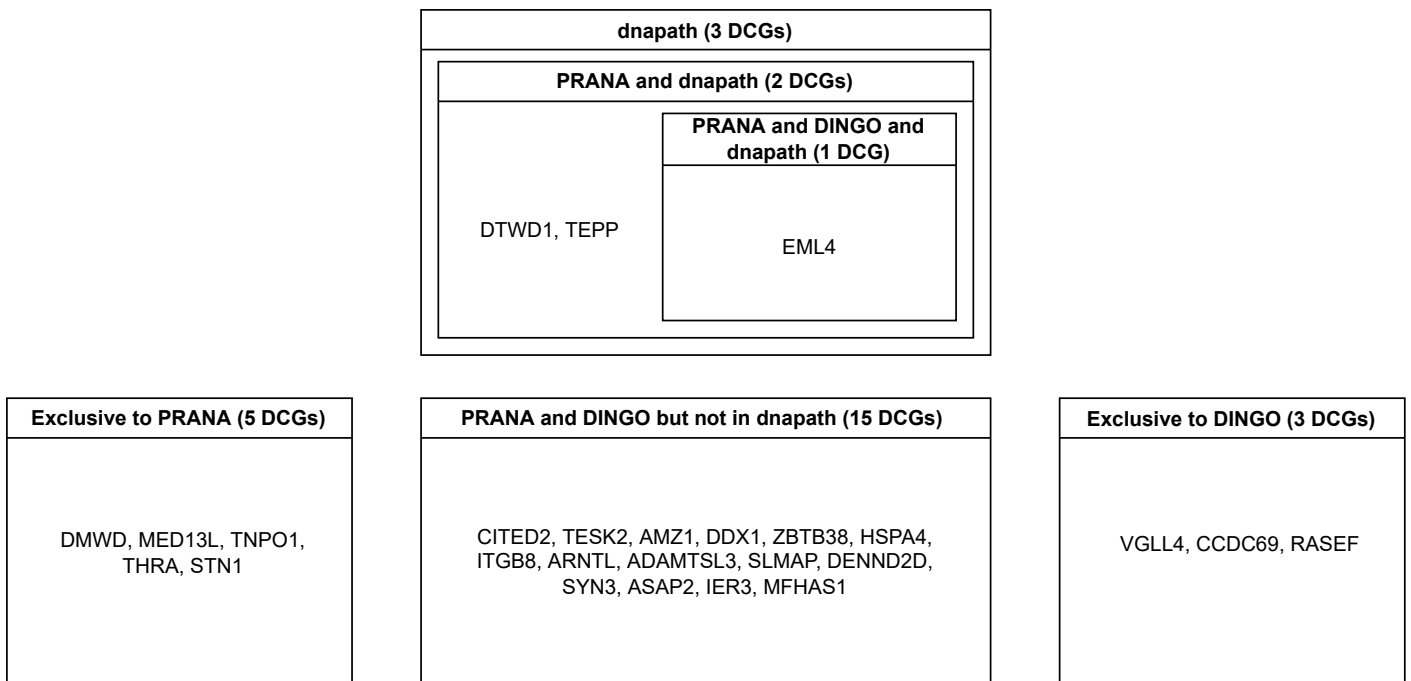 dnapath (3 DCGs)
PRANA and dnapath (2 DCGs)
PRANA and DINGO and
dnapath (1 DCG)
DTWD1, TEPP
EML4
Exclusive to PRANA (5 DCGs)
DMWD, MED13L, TNPO1,
THRA, STN1
PRANA and DINGO but not in dnapath (15 DCGs)
CITED2, TESK2, AMZ1, DDX1, ZBTB38, HSPA4,
ITGB8, ARNTL, ADAMTSL3, SLMAP, DENND2D,
SYN3, ASAP2, IER3, MFHAS1
Exclusive to DINGO (3 DCGs)
VGLL4, CCDC69, RASEF